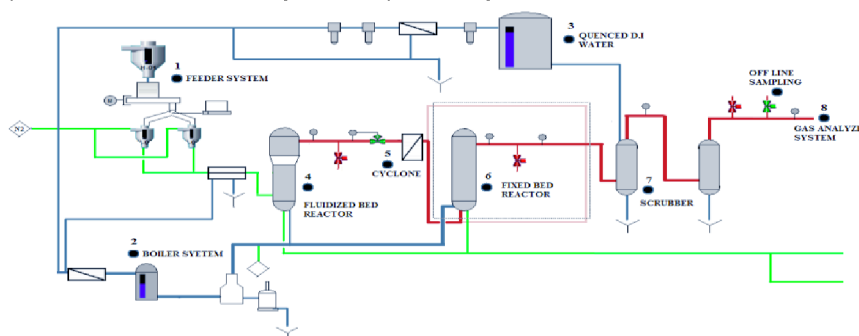 3
QUENCED D.I
WATER
1
FEEDER SYSTEM
OFF LINE
SAMPLING
8
GAS ANALYZE
SYSTEM
N2
4
FLUIDIZED BED
REACTOR
5
CYCLONE
6
FIXED BED
REACTOR
7
SCRUBBER
2
BOILER SYETEM